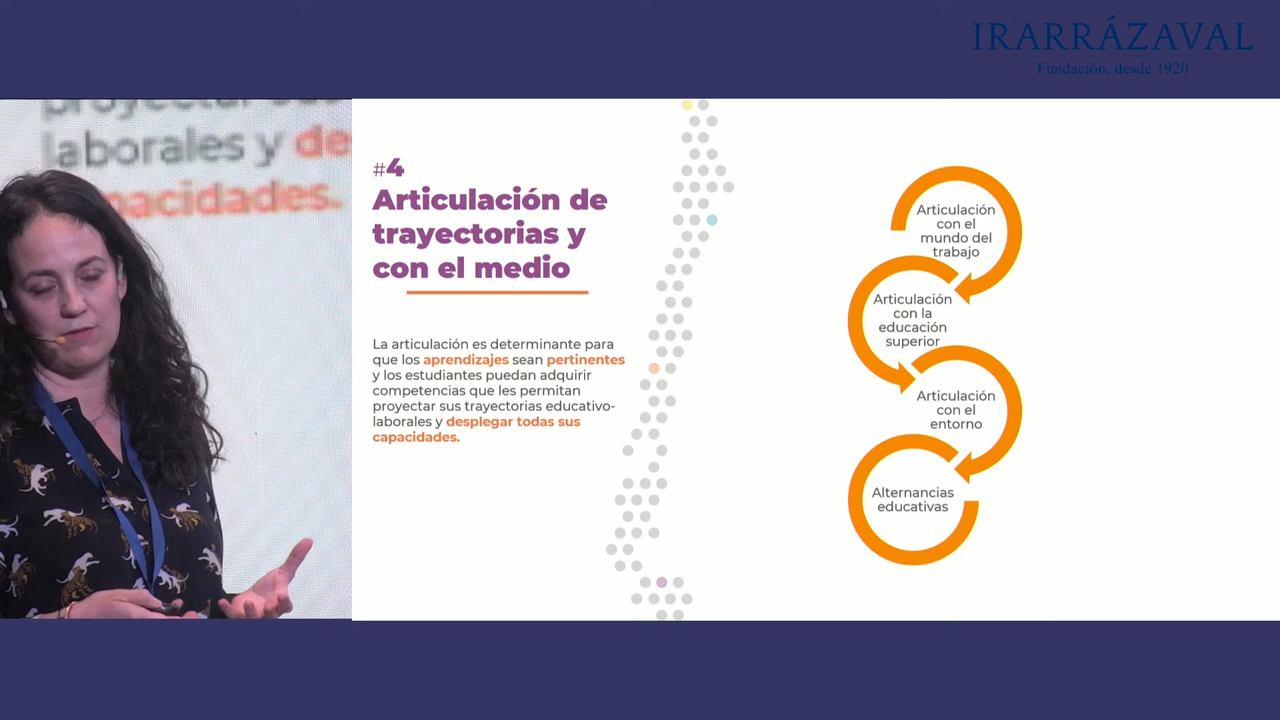 IRARRÁZAVAL
Fundación, desde 1920
laborales y de
capacidades.
#4
Articulación de
trayectorias y
con el medio
La articulación es determinante para
que los aprendizajes sean pertinentes
y los estudiantes puedan adquirir
competencias que les permitan
proyectar sus trayectorias educativo-
laborales y desplegar todas sus
capacidades.
Articulación
con el
mundo del
trabajo
Articulación
con la
educación
superior
Articulación
con el
entorno
Alternancias
educativas